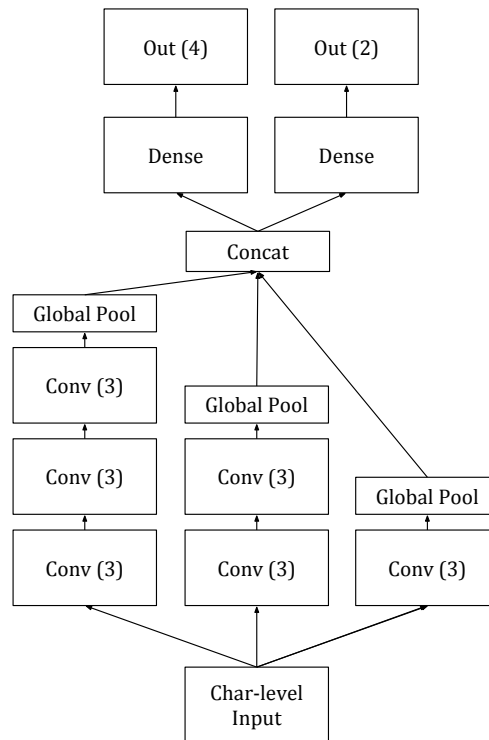 Out (4)
Out (2)
Dense
Dense
Concat
Global Pool
Conv (3)
Global Pool
Conv (3)
Conv (3)
Global Pool
Conv (3)
Conv (3)
Conv (3)
Char-level
Input